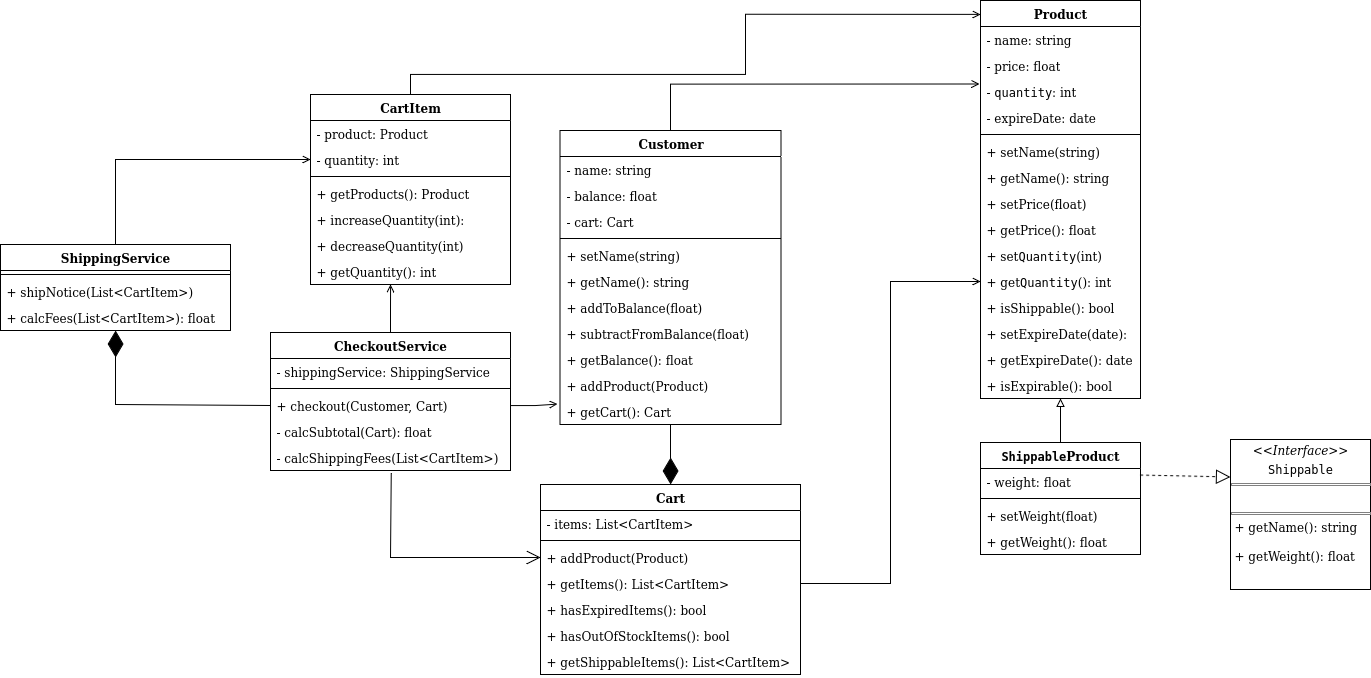 Product
- name: string
- price: float
- quantity: int
- expireDate: date
+ setName(string)
+ getName(): string
+ setPrice(float)
+ getPrice(): float
+ setQuantity(int)
+ getQuantity(): int
+ isShippable(): bool
+ setExpireDate(date):
+ getExpireDate(): date
+ isExpirable(): bool
CartItem
- product: Product
- quantity: int
+ getProducts(): Product
+ increaseQuantity(int):
+ decreaseQuantity(int)
+ getQuantity(): int
Customer
- name: string
- balance: float
- cart: Cart
+ setName(string)
+ getName(): string
+ addToBalance(float)
+ subtractFromBalance(float)
+ getBalance(): float
+ addProduct(Product)
+ getCart(): Cart
ShippingService
+ shipNotice(List<CartItem>)
+ calcFees(List<CartItem>): float
CheckoutService
- shippingService: ShippingService
+ checkout(Customer, Cart)
- calcSubtotal(Cart): float
- calcShippingFees(List<CartItem>)
Cart
- items: List<CartItem>
+ addProduct(Product)
+ getItems(): List<CartItem>
+ hasExpiredItems(): bool
+ hasOutOfStockItems(): bool
+ getShippableItems(): List<CartItem>
ShippableProduct
- weight: float
+ setWeight(float)
+ getWeight(): float
<<Interface>>
Shippable
+ getName(): string
+ getWeight(): float